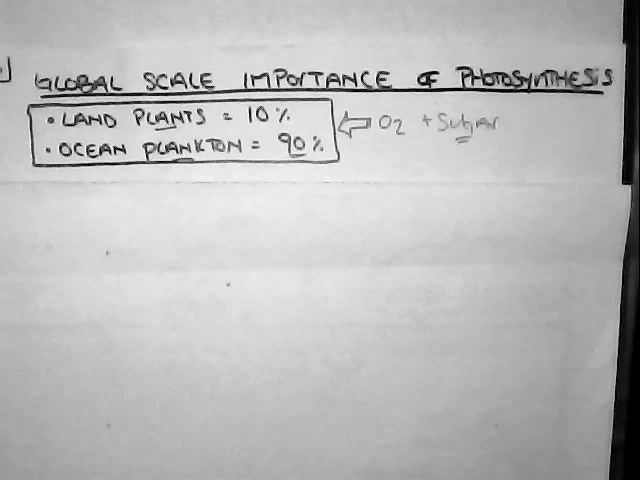 GLOBAL SCALE IMPORTANCE OF PHOTOSYNTHESIS
• LAND PLANTS = 10% ⇐ O2 + Sugar
• OCEAN PLANKTON = 90%